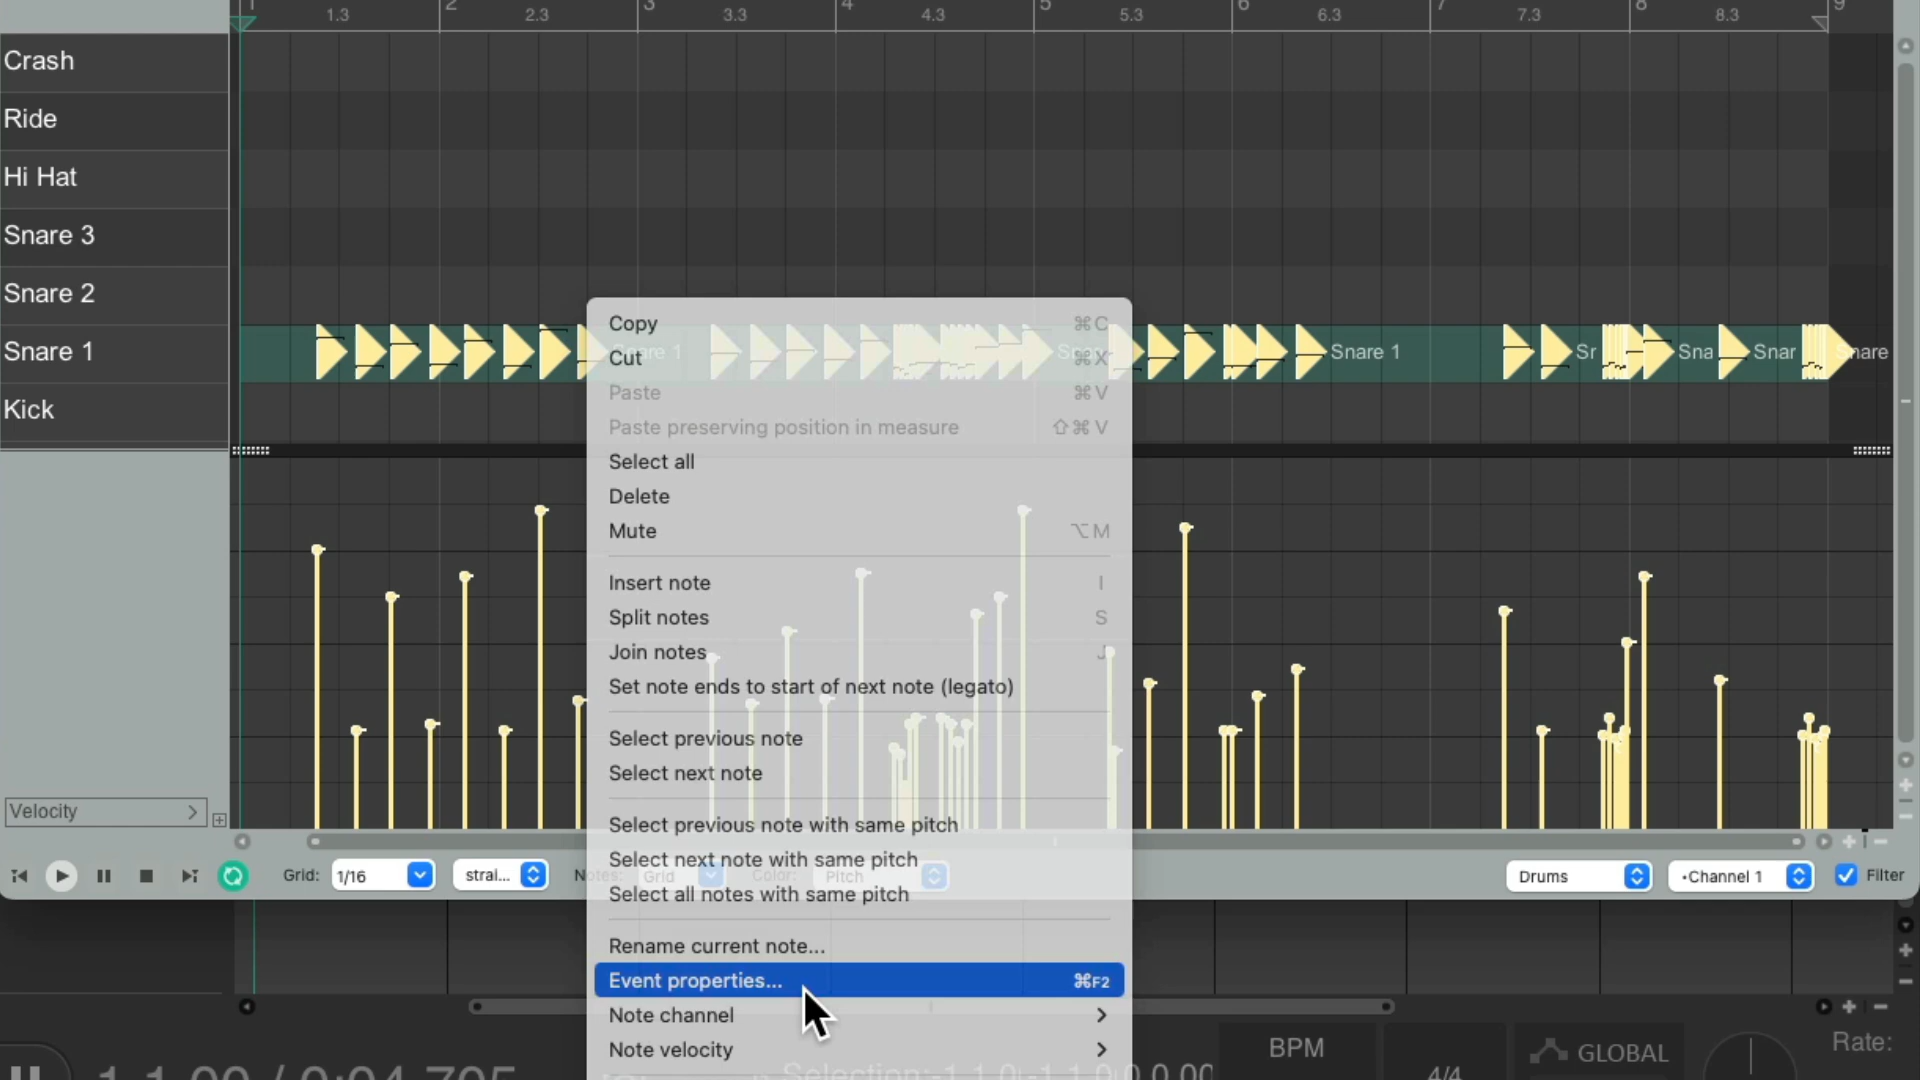 1 2 3 4 5 6 7 8 9
1.3 2.3 3.3 4.3 5.3 6.3 7.3 8.3
Crash
Ride
Hi Hat
Snare 3
Snare 2
Snare 1
Kick
Snare 1 Sr Sna Snar Snare
Copy ⌘C
Cut ⌘X
Paste ⌘V
Paste preserving position in measure ⇧⌘V
Select all
Delete
Mute ⌥M
Insert note I
Split notes S
Join notes J
Set note ends to start of next note (legato)
Select previous note
Select next note
Select previous note with same pitch
Select next note with same pitch
Select all notes with same pitch
Rename current note...
Event properties... ⌘F2
Note channel
Note velocity
Velocity
Grid: 1/16 strai... Notes: Grid Color: Pitch Drums •Channel 1 Filter
BPM GLOBAL Rate:
4/4